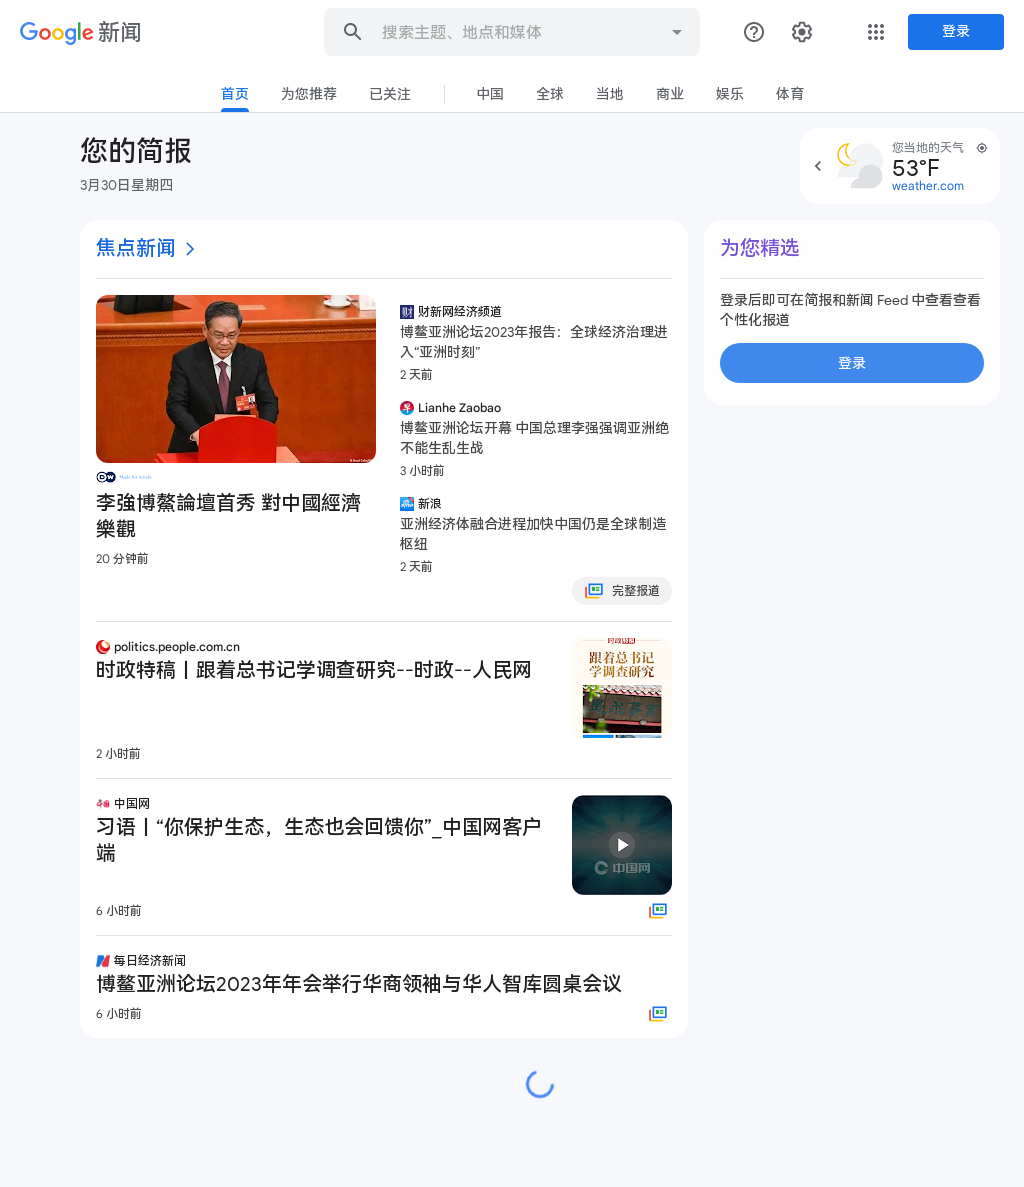 Google 新闻
搜索主题、地点和媒体
登录
首页 为您推荐 已关注 中国 全球 当地 商业 娱乐 体育
您的简报
3月30日星期四
您当地的天气
53°F
weather.com
焦点新闻
DW Made for minds
李強博鰲論壇首秀 對中國經濟
樂觀
20 分钟前
财新网经济频道
博鳌亚洲论坛2023年报告：全球经济治理进
入“亚洲时刻”
2 天前
Lianhe Zaobao
博鳌亚洲论坛开幕 中国总理李强强调亚洲绝
不能生乱生战
3 小时前
新浪
亚洲经济体融合进程加快中国仍是全球制造
枢纽
2 天前
完整报道
politics.people.com.cn
时政特稿丨跟着总书记学调查研究--时政--人民网
2 小时前
跟着总书记
学调查研究
中国网
习语丨“你保护生态，生态也会回馈你”_中国网客户
端
6 小时前
中国网
每日经济新闻
博鳌亚洲论坛2023年年会举行华商领袖与华人智库圆桌会议
6 小时前
为您精选
登录后即可在简报和新闻 Feed 中查看查看
个性化报道
登录